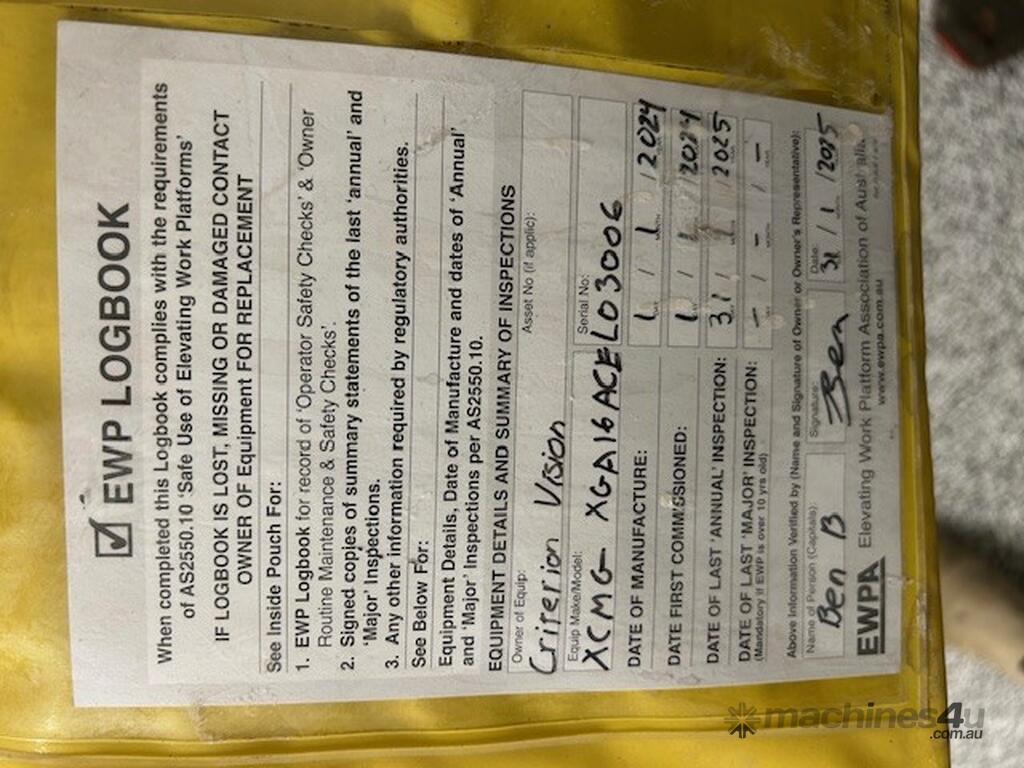 EWP LOGBOOK
When completed this Logbook complies with the requirements
of AS2550.10 'Safe Use of Elevating Work Platforms'
IF LOGBOOK IS LOST, MISSING OR DAMAGED CONTACT
OWNER OF Equipment FOR REPLACEMENT
See Inside Pouch For:
1. EWP Logbook for record of 'Operator Safety Checks' & 'Owner
Routine Maintenance & Safety Checks'.
2. Signed copies of summary statements of the last 'annual' and
'Major' Inspections.
3. Any other information required by regulatory authorities.
See Below For:
Equipment Details, Date of Manufacture and dates of 'Annual'
and 'Major' Inspections per AS2550.10.
EQUIPMENT DETAILS AND SUMMARY OF INSPECTIONS
Owner of Equip: Asset No (if applic):
Criterion Vision
Equip Make/Model: Serial No:
XCMG XGA16ACE L03006
DATE OF MANUFACTURE: 1 / 1 / 2024
DATE FIRST COMMISSIONED: 1 / 1 / 2024
DATE OF LAST 'ANNUAL' INSPECTION: 31 / 1 / 2025
DATE OF LAST 'MAJOR' INSPECTION: - / - / -
(Mandatory if EWP is over 10 yrs old)
Above Information Verified by (Name and Signature of Owner or Owner's Representative):
Name of Person (Capitals): Signature: Date:
Ben B Ben 31 / 1 / 2025
EWPA Elevating Work Platform Association of Australia
www.ewpa.com.au
machines4u
.com.au